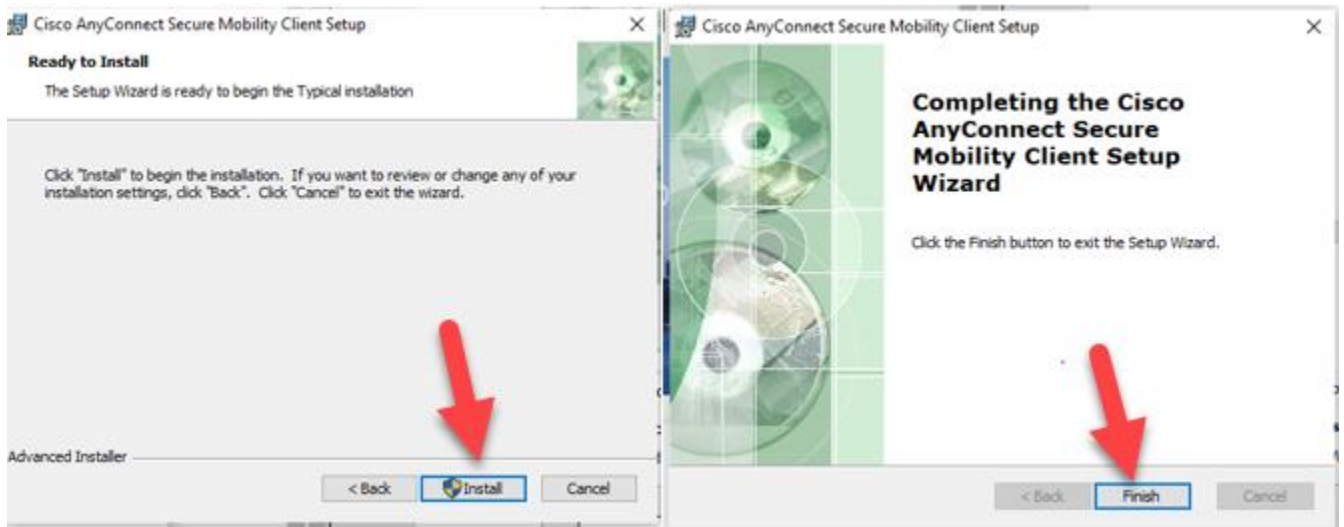 Cisco AnyConnect Secure Mobility Client Setup
Ready to Install
The Setup Wizard is ready to begin the Typical installation
Click "Install" to begin the installation. If you want to review or change any of your
installation settings, click "Back". Click "Cancel" to exit the wizard.
Advanced Installer
< Back
Install
Cancel
Cisco AnyConnect Secure Mobility Client Setup
Completing the Cisco
AnyConnect Secure
Mobility Client Setup
Wizard
Click the Finish button to exit the Setup Wizard.
< Back
Finish
Cancel